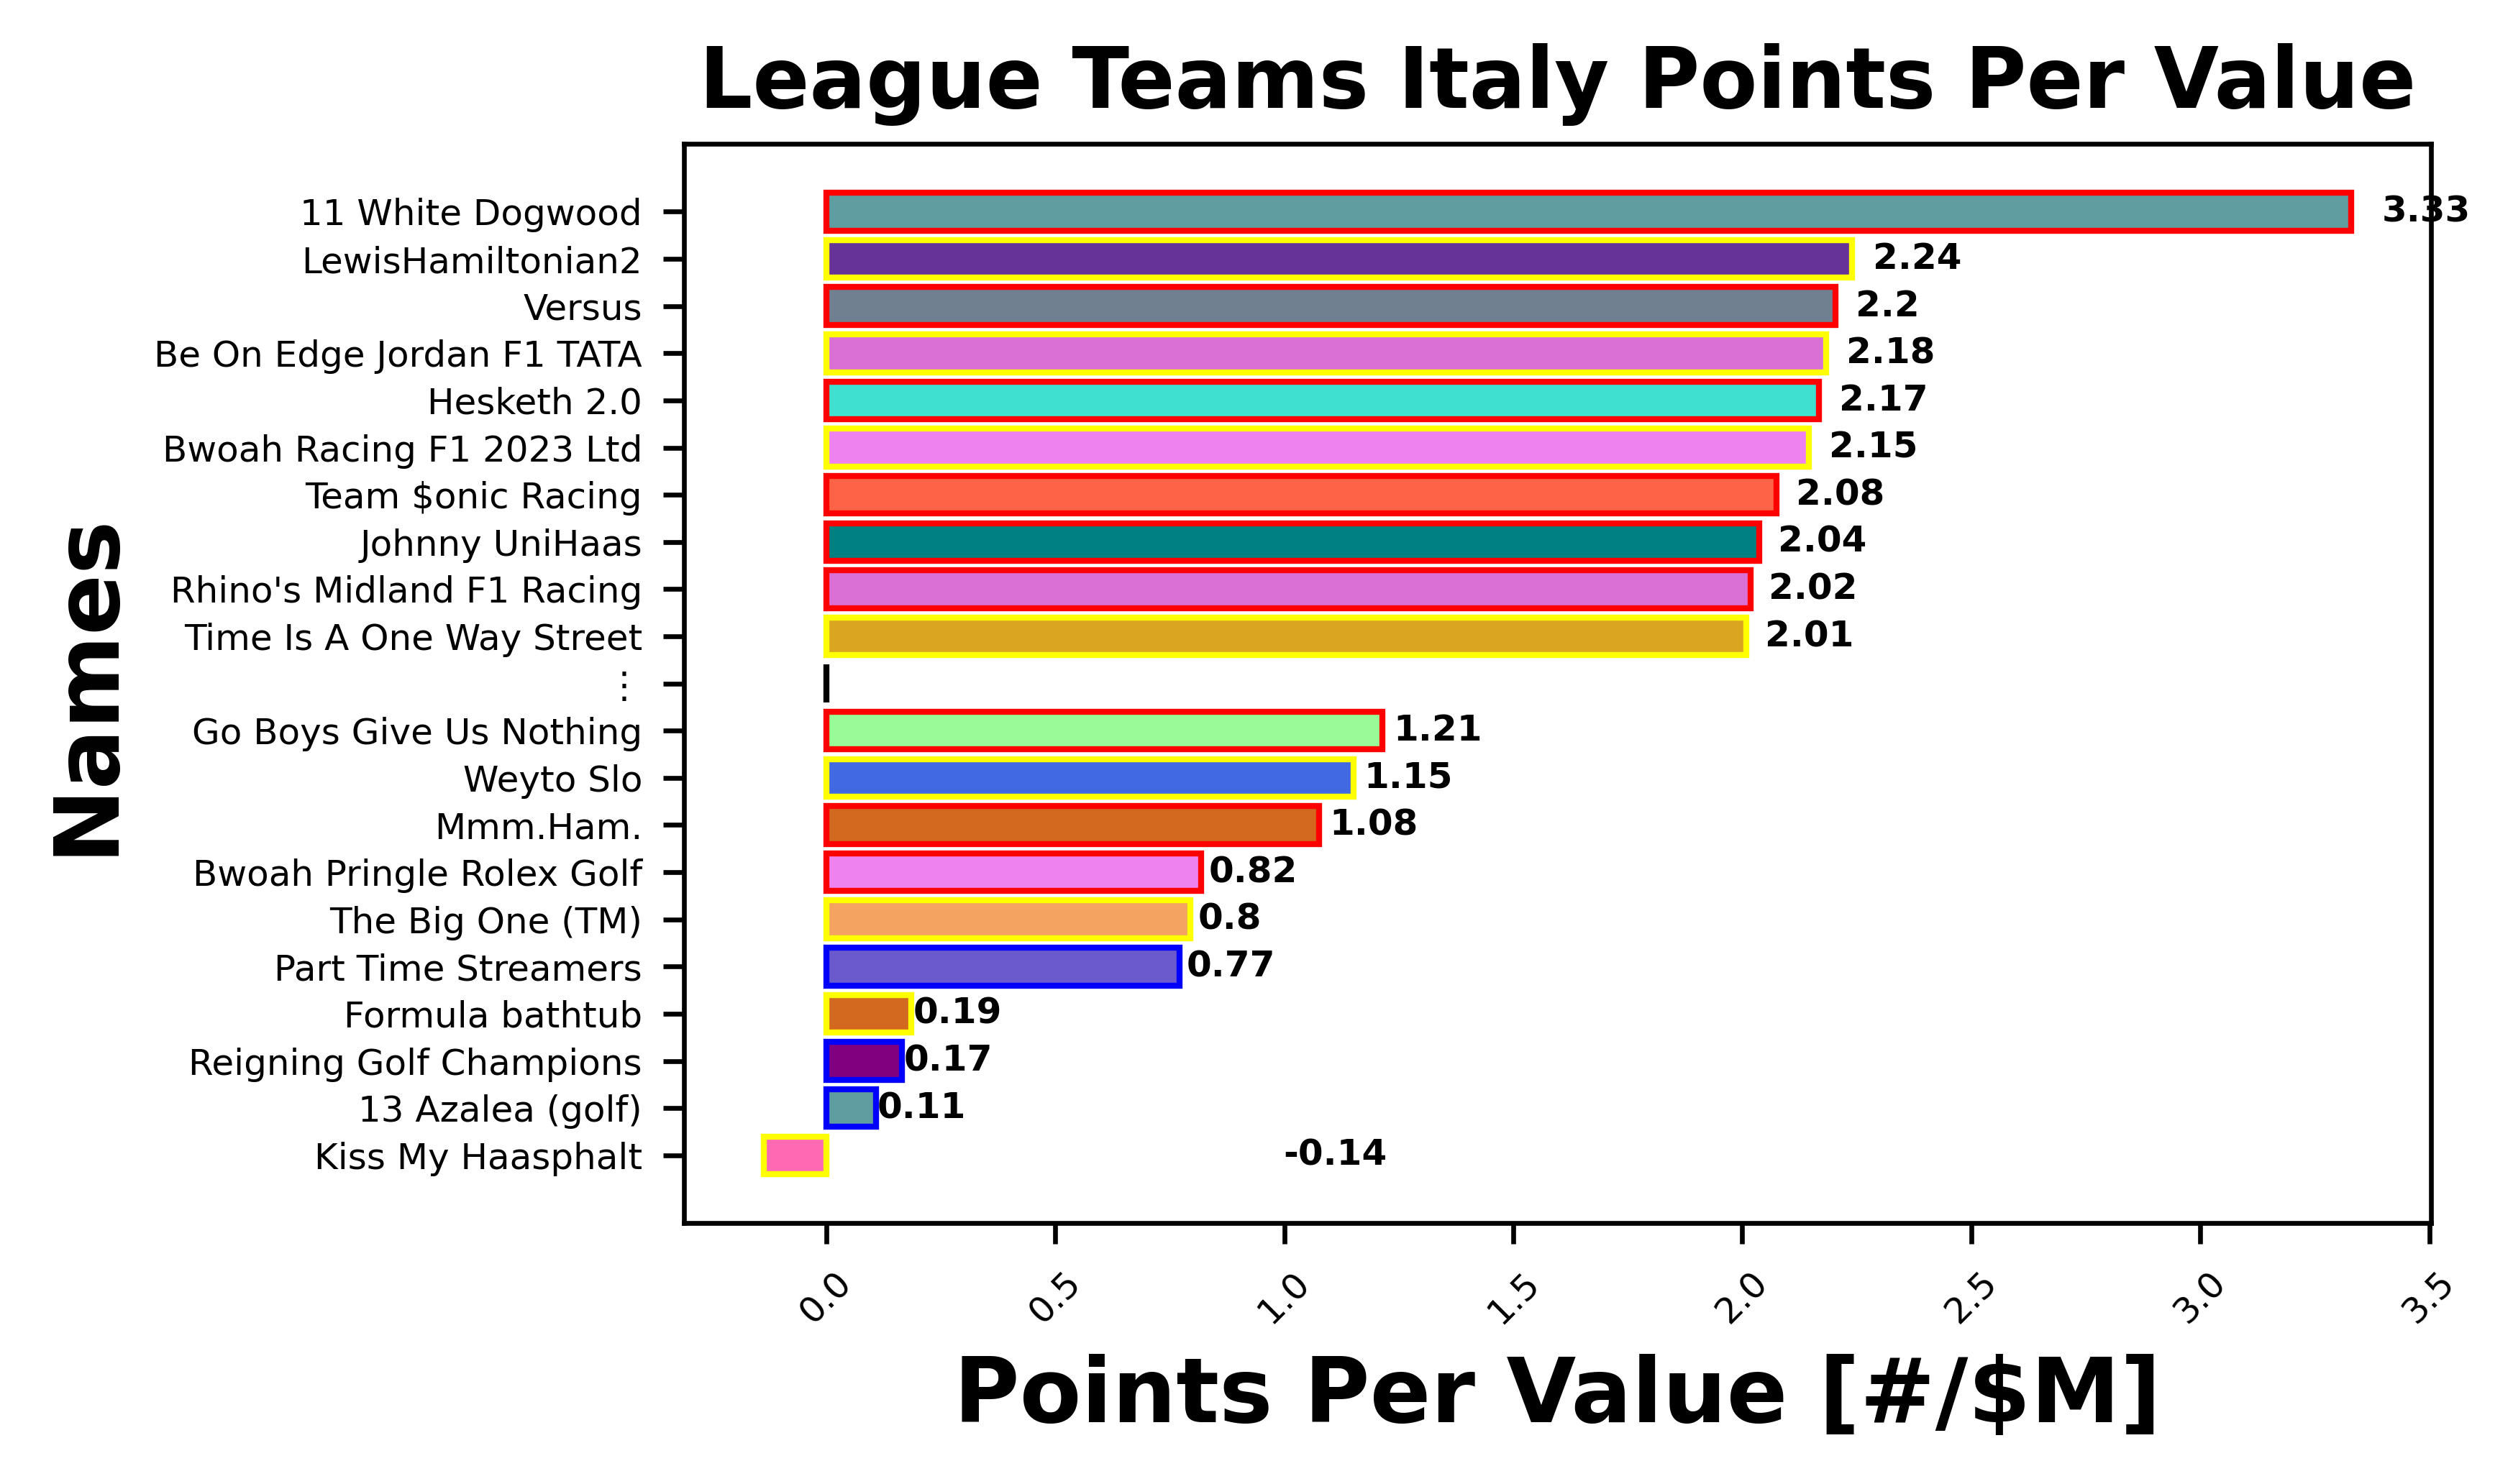 League Teams Italy Points Per Value
11 White Dogwood 3.33
LewisHamiltonian2 2.24
Versus 2.2
Be On Edge Jordan F1 TATA 2.18
Hesketh 2.0 2.17
Bwoah Racing F1 2023 Ltd 2.15
Team $onic Racing 2.08
Johnny UniHaas 2.04
Rhino's Midland F1 Racing 2.02
Time Is A One Way Street 2.01
⋮
Go Boys Give Us Nothing 1.21
Weyto Slo 1.15
Mmm.Ham. 1.08
Bwoah Pringle Rolex Golf 0.82
The Big One (TM) 0.8
Part Time Streamers 0.77
Formula bathtub 0.19
Reigning Golf Champions 0.17
13 Azalea (golf) 0.11
Kiss My Haasphalt -0.14
Names
0.0 0.5 1.0 1.5 2.0 2.5 3.0 3.5
Points Per Value [#/$M]